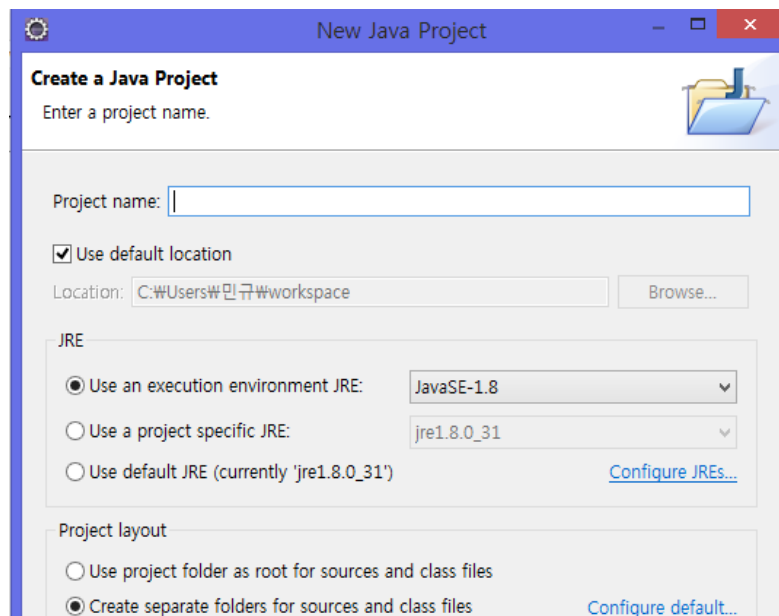 New Java Project
Create a Java Project
Enter a project name.
Project name:
Use default location
Location: C:₩Users₩민규₩workspace Browse...
JRE
Use an execution environment JRE: JavaSE-1.8
Use a project specific JRE: jre1.8.0_31
Use default JRE (currently 'jre1.8.0_31') Configure JREs...
Project layout
Use project folder as root for sources and class files
Create separate folders for sources and class files Configure default...